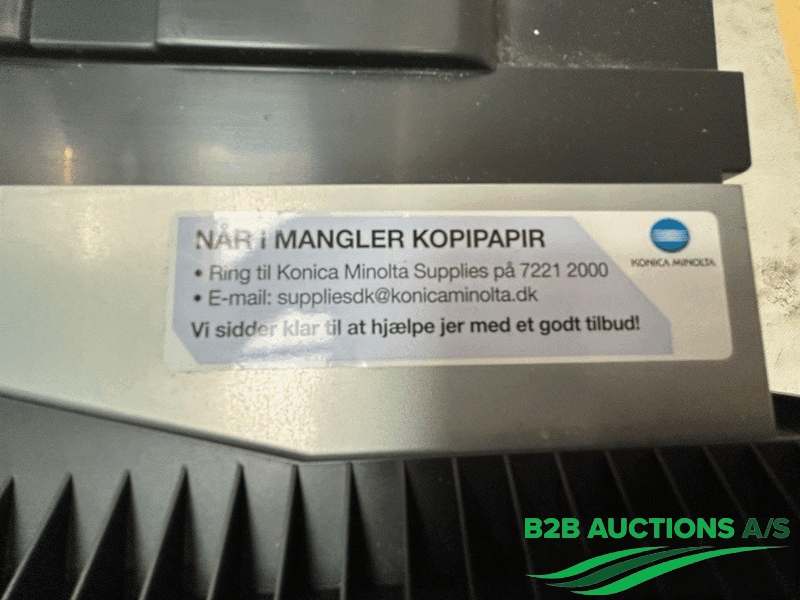 NÅR I MANGLER KOPIPAPIR
• Ring til Konica Minolta Supplies på 7221 2000
• E-mail: suppliesdk@konicaminolta.dk
Vi sidder klar til at hjælpe jer med et godt tilbud!
KONICA MINOLTA
B2B AUCTIONS A/S